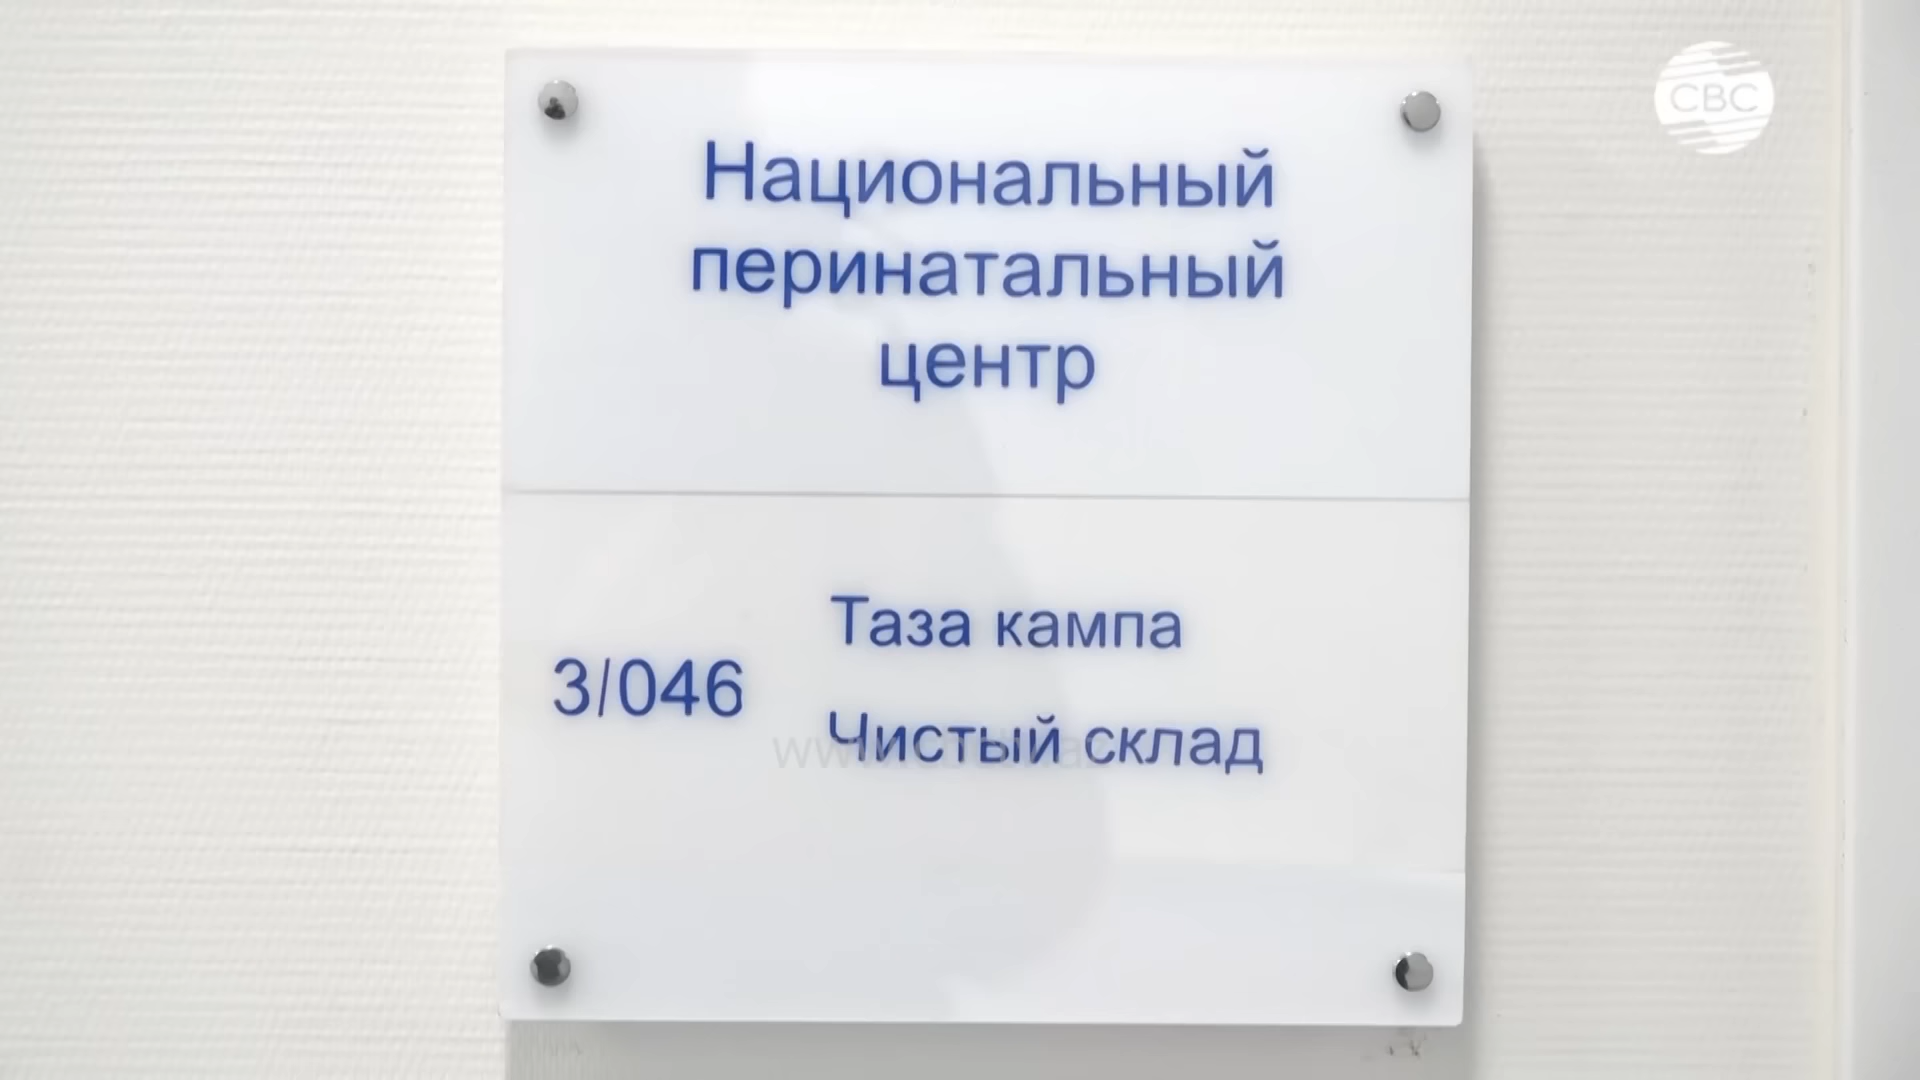 CBC
Национальный
перинатальный
центр
3/046
Таза кампа
Чистый склад